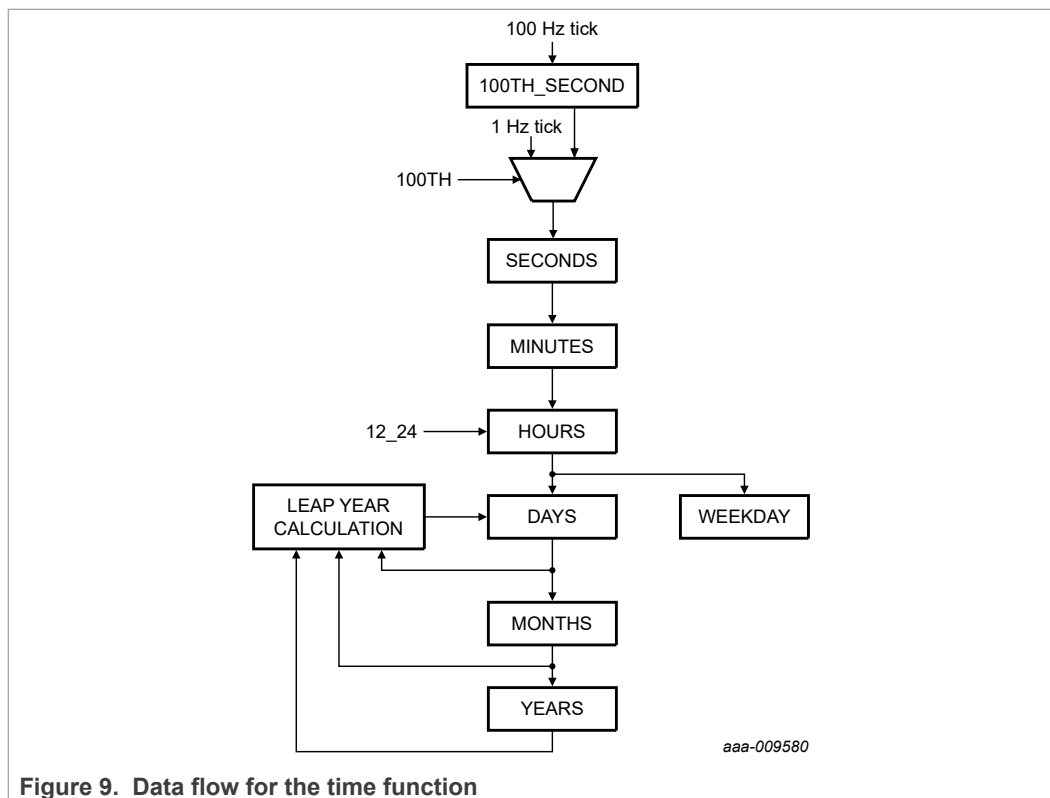 100 Hz tick
100TH_SECOND
1 Hz tick
100TH
SECONDS
MINUTES
12_24
HOURS
LEAP YEAR
CALCULATION
DAYS
WEEKDAY
MONTHS
YEARS
aaa-009580
Figure 9. Data flow for the time function